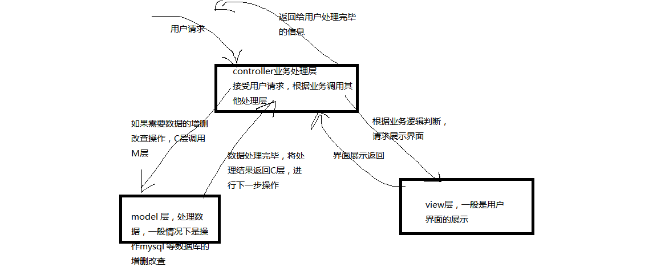 返回给用户处理完毕
的信息
用户请求
controller业务处理层
接受用户请求，根据业务调用其
他处理层
如果需要数据的增删
改查操作，C层调用
M层
根据业务逻辑判断，
请求展示界面
数据处理完毕，将处
理结果返回C层，进
行下一步操作
界面展示返回
model 层，处理数
据，一般情况下是操
作mysql 等数据库的
增删改查
view层，一般是用户
界面的展示